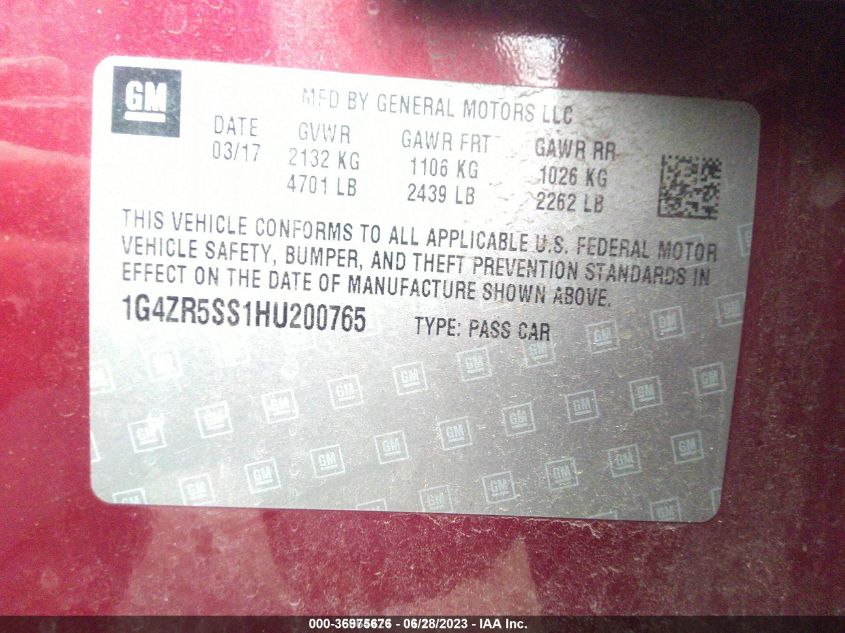 GM
MFD BY GENERAL MOTORS LLC
DATE GVWR GAWR FRT GAWR RR
03/17 2132 KG 1106 KG 1026 KG
4701 LB 2439 LB 2262 LB
THIS VEHICLE CONFORMS TO ALL APPLICABLE U.S. FEDERAL MOTOR
VEHICLE SAFETY, BUMPER, AND THEFT PREVENTION STANDARDS IN
EFFECT ON THE DATE OF MANUFACTURE SHOWN ABOVE.
1G4ZR5SS1HU200765 TYPE: PASS CAR
000-36975676 - 06/28/2023 - IAA Inc.